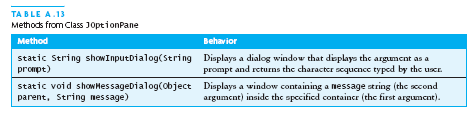 TABLE A.13
Methods from Class JOptionPane
Method Behavior
static String showInputDialog(String Displays a dialog window that displays the argument as a
prompt) prompt and returns the character sequence typed by the user.
static void showMessageDialog(Object Displays a window containing a message string (the second
parent, String message) argument) inside the specified container (the first argument).